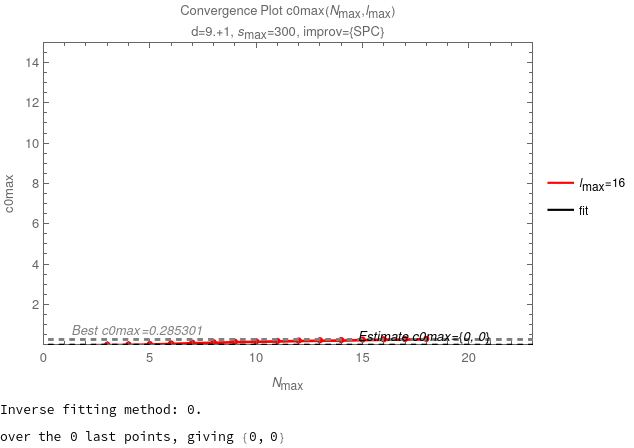 Convergence Plot c0max(Nmax,lmax)
d=9.+1, smax=300, improv={SPC}
14
12
10
8
6
4
2
c0max
lmax=16
fit
Best c0max=0.285301
Estimate c0max={0, 0}
0 5 10 15 20
Nmax
Inverse fitting method: 0.
over the 0 last points, giving {0, 0}